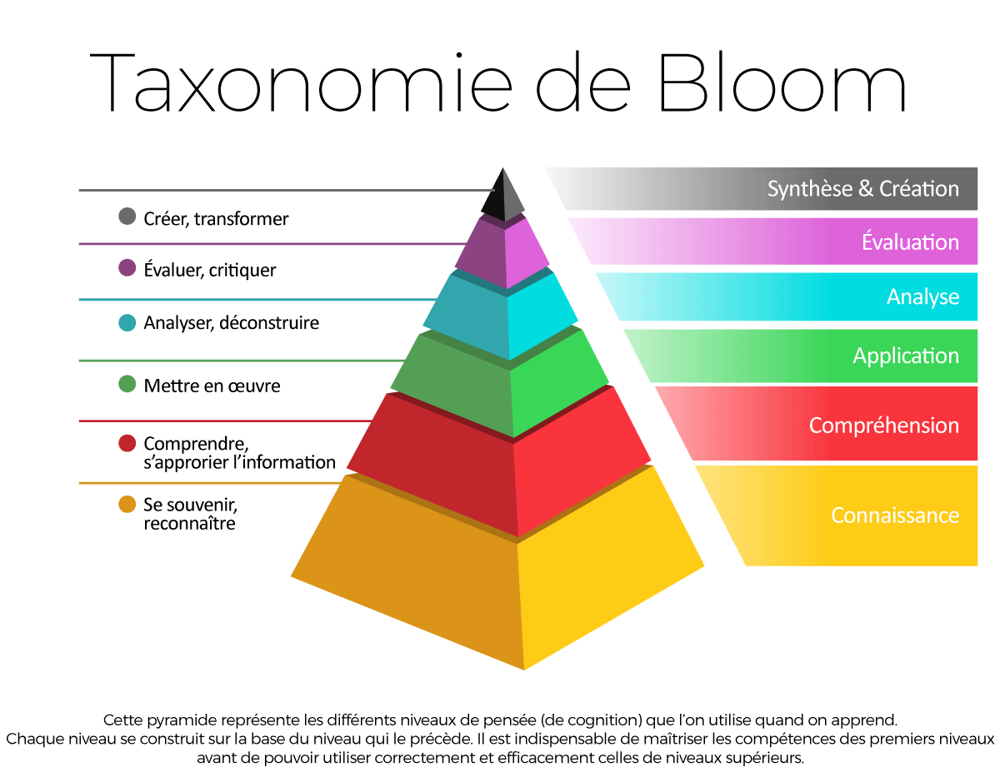 Taxonomie de Bloom
Synthèse & Création
Créer, transformer
Évaluation
Évaluer, critiquer
Analyse
Analyser, déconstruire
Application
Mettre en œuvre
Compréhension
Comprendre,
s’approrier l’information
Connaissance
Se souvenir,
reconnaître
Cette pyramide représente les différents niveaux de pensée (de cognition) que l’on utilise quand on apprend.
Chaque niveau se construit sur la base du niveau qui le précède. Il est indispensable de maîtriser les compétences des premiers niveaux
avant de pouvoir utiliser correctement et efficacement celles de niveaux supérieurs.